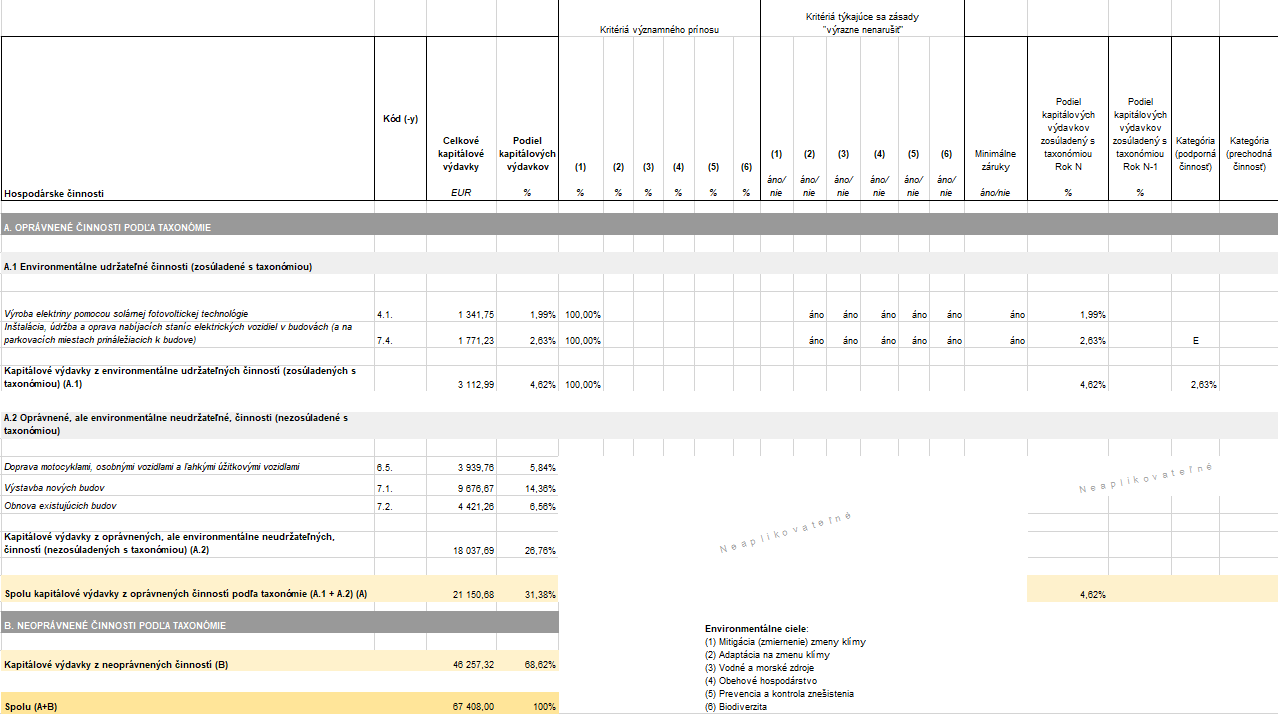 Kritériá významného prínosu
Kritériá týkajúce sa zásady
"výrazne nenarušiť"
Hospodárske činnosti
Kód (-y)
Celkové
kapitálové
výdavky
EUR
Podiel
kapitálových
výdavkov
%
(1) (2) (3) (4) (5) (6)
% % % % % %
(1) (2) (3) (4) (5) (6)
áno/ áno/ áno/ áno/ áno/ áno/
nie nie nie nie nie nie
Minimálne
záruky
áno/nie
Podiel
kapitálových
výdavkov
zosúladený s
taxonómiou
Rok N
%
Podiel
kapitálových
výdavkov
zosúladený s
taxonómiou
Rok N-1
%
Kategória
(podporná
činnosť)
Kategória
(prechodná
činnosť)
A. OPRÁVNENÉ ČINNOSTI PODĽA TAXONÓMIE
A.1 Environmentálne udržateľné činnosti (zosúladené s taxonómiou)
Výroba elektriny pomocou solárnej fotovoltickej technológie 4.1. 1 341,75 1,99% 100,00% áno áno áno áno áno áno 1,99%
Inštalácia, údržba a oprava nabíjacích staníc elektrických vozidiel v budovách (a na
parkovacích miestach prináležiacich k budove) 7.4. 1 771,23 2,63% 100,00% áno áno áno áno áno áno 2,63% E
Kapitálové výdavky z environmentálne udržateľných činností (zosúladených s
taxonómiou) (A.1) 3 112,99 4,62% 100,00% 4,62% 2,63%
A.2 Oprávnené, ale environmentálne neudržateľné, činnosti (nezosúladené s
taxonómiou)
Doprava motocyklami, osobnými vozidlami a ľahkými úžitkovými vozidlami 6.5. 3 939,76 5,84%
Neaplikovateľné
Výstavba nových budov 7.1. 9 676,67 14,36%
Obnova existujúcich budov 7.2. 4 421,26 6,56%
Neaplikovateľné
Kapitálové výdavky z oprávnených, ale environmentálne neudržateľných,
činností (nezosúladených s taxonómiou) (A.2) 18 037,69 26,76%
Spolu kapitálové výdavky z oprávnených činností podľa taxonómie (A.1 + A.2) (A) 21 150,68 31,38% 4,62%
B. NEOPRÁVNENÉ ČINNOSTI PODĽA TAXONÓMIE
Kapitálové výdavky z neoprávnených činností (B) 46 257,32 68,62%
Spolu (A+B) 67 408,00 100%
Environmentálne ciele:
(1) Mitigácia (zmiernenie) zmeny klímy
(2) Adaptácia na zmenu klímy
(3) Vodné a morské zdroje
(4) Obehové hospodárstvo
(5) Prevencia a kontrola znešistenia
(6) Biodiverzita